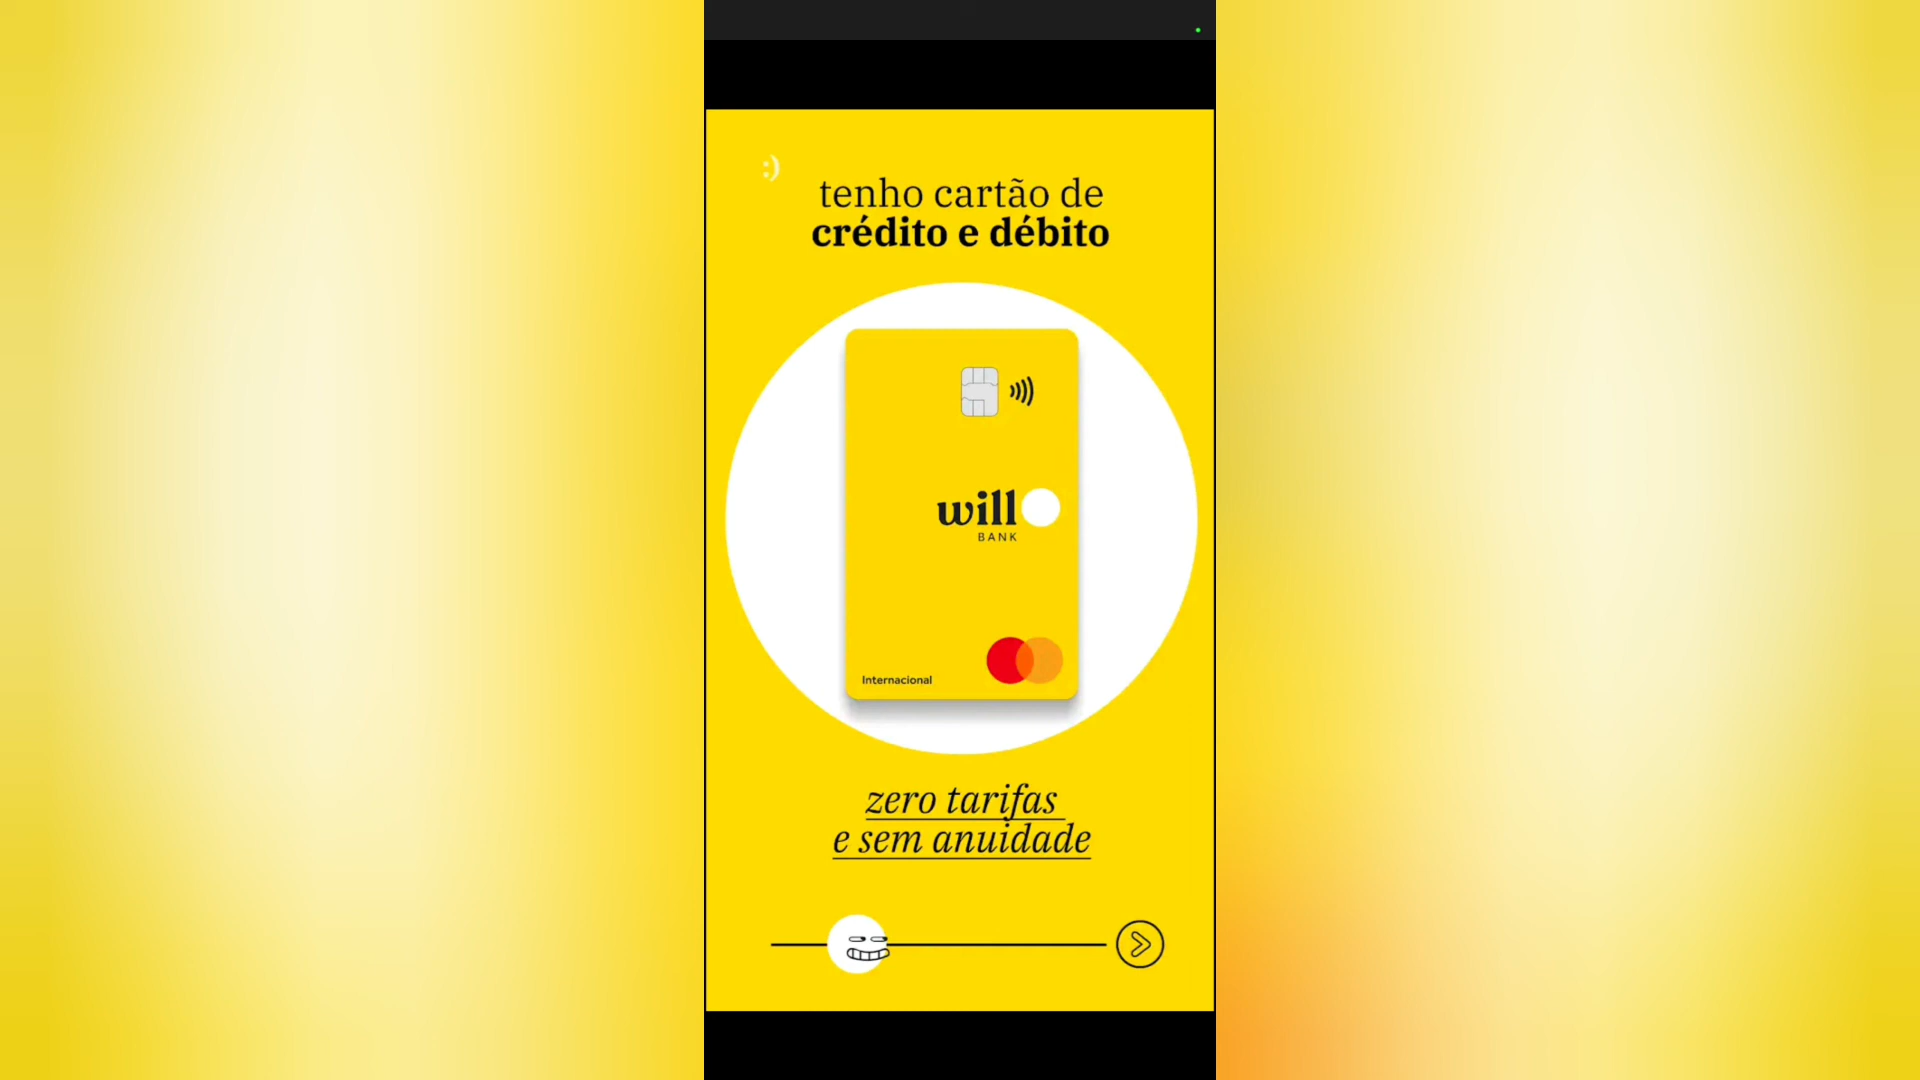 :)
tenho cartão de
crédito e débito
will
BANK
Internacional
zero tarifas
e sem anuidade